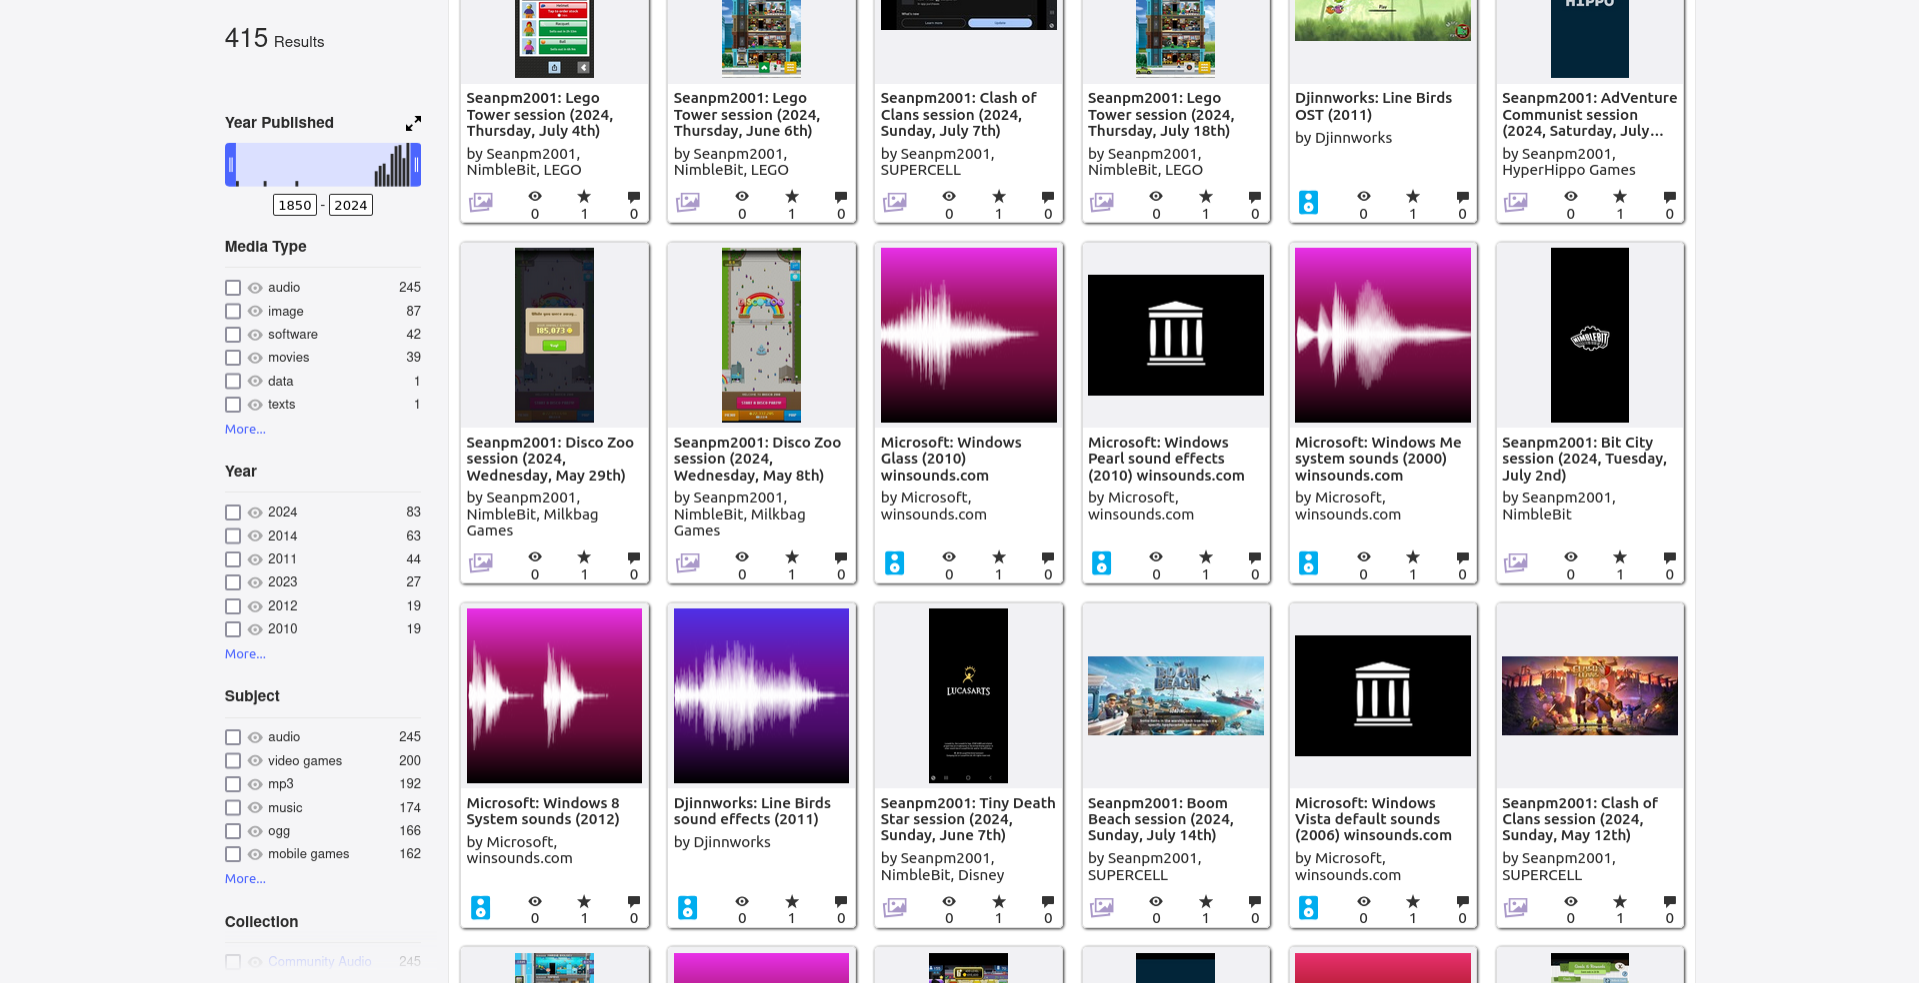 415 Results
Year Published
1850 - 2024
Media Type
audio 245
image 87
software 42
movies 39
data 1
texts 1
More...
Year
2024 83
2014 63
2011 44
2023 27
2012 19
2010 19
More...
Subject
audio 245
video games 200
mp3 192
music 174
ogg 166
mobile games 162
More...
Collection
Community Audio 245
Play
HIPPO
Seanpm2001: Lego
Tower session (2024,
Thursday, July 4th)
by Seanpm2001,
NimbleBit, LEGO
0 1 0
Seanpm2001: Lego
Tower session (2024,
Thursday, June 6th)
by Seanpm2001,
NimbleBit, LEGO
0 1 0
Seanpm2001: Clash of
Clans session (2024,
Sunday, July 7th)
by Seanpm2001,
SUPERCELL
0 1 0
Seanpm2001: Lego
Tower session (2024,
Thursday, July 18th)
by Seanpm2001,
NimbleBit, LEGO
0 1 0
Djinnworks: Line Birds
OST (2011)
by Djinnworks
0 1 0
Seanpm2001: AdVenture
Communist session
(2024, Saturday, July...
by Seanpm2001,
HyperHippo Games
0 1 0
While you were away...
185,073
Seanpm2001: Disco Zoo
session (2024,
Wednesday, May 29th)
by Seanpm2001,
NimbleBit, Milkbag
Games
0 1 0
Seanpm2001: Disco Zoo
session (2024,
Wednesday, May 8th)
by Seanpm2001,
NimbleBit, Milkbag
Games
0 1 0
Microsoft: Windows
Glass (2010)
winsounds.com
by Microsoft,
winsounds.com
0 1 0
Microsoft: Windows
Pearl sound effects
(2010) winsounds.com
by Microsoft,
winsounds.com
0 1 0
Microsoft: Windows Me
system sounds (2000)
winsounds.com
by Microsoft,
winsounds.com
0 1 0
NIMBLEBIT
Seanpm2001: Bit City
session (2024, Tuesday,
July 2nd)
by Seanpm2001,
NimbleBit
0 1 0
Microsoft: Windows 8
System sounds (2012)
by Microsoft,
winsounds.com
0 1 0
Djinnworks: Line Birds
sound effects (2011)
by Djinnworks
0 1 0
LUCASARTS
Seanpm2001: Tiny Death
Star session (2024,
Sunday, June 7th)
by Seanpm2001,
NimbleBit, Disney
0 1 0
BOOM
BEACH
Seanpm2001: Boom
Beach session (2024,
Sunday, July 14th)
by Seanpm2001,
SUPERCELL
0 1 0
Microsoft: Windows
Vista default sounds
(2006) winsounds.com
by Microsoft,
winsounds.com
0 1 0
Seanpm2001: Clash of
Clans session (2024,
Sunday, May 12th)
by Seanpm2001,
SUPERCELL
0 1 0